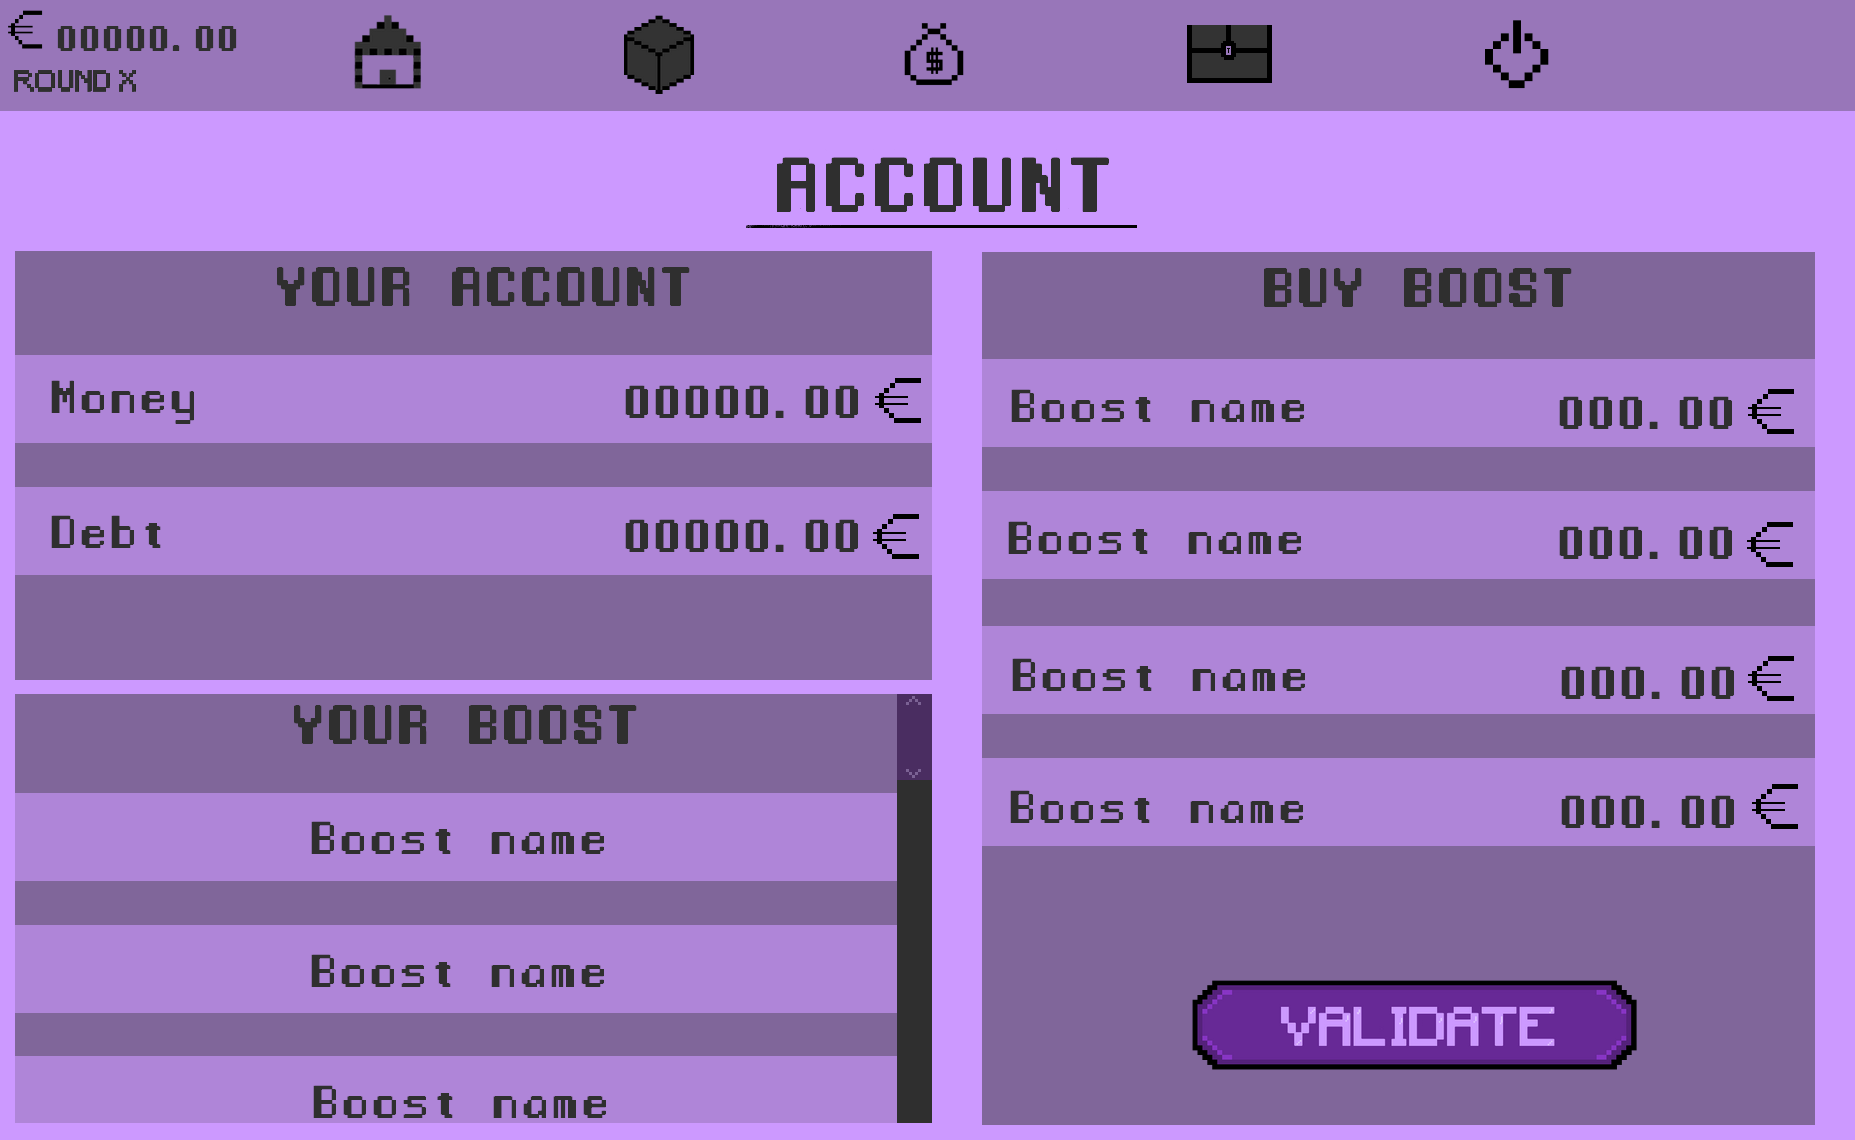 € 00000.00
ROUND X
$
ACCOUNT
YOUR ACCOUNT
Money 00000.00 €
Debt 00000.00 €
YOUR BOOST
Boost name
Boost name
Boost name
BUY BOOST
Boost name 000.00 €
Boost name 000.00 €
Boost name 000.00 €
Boost name 000.00 €
VALIDATE